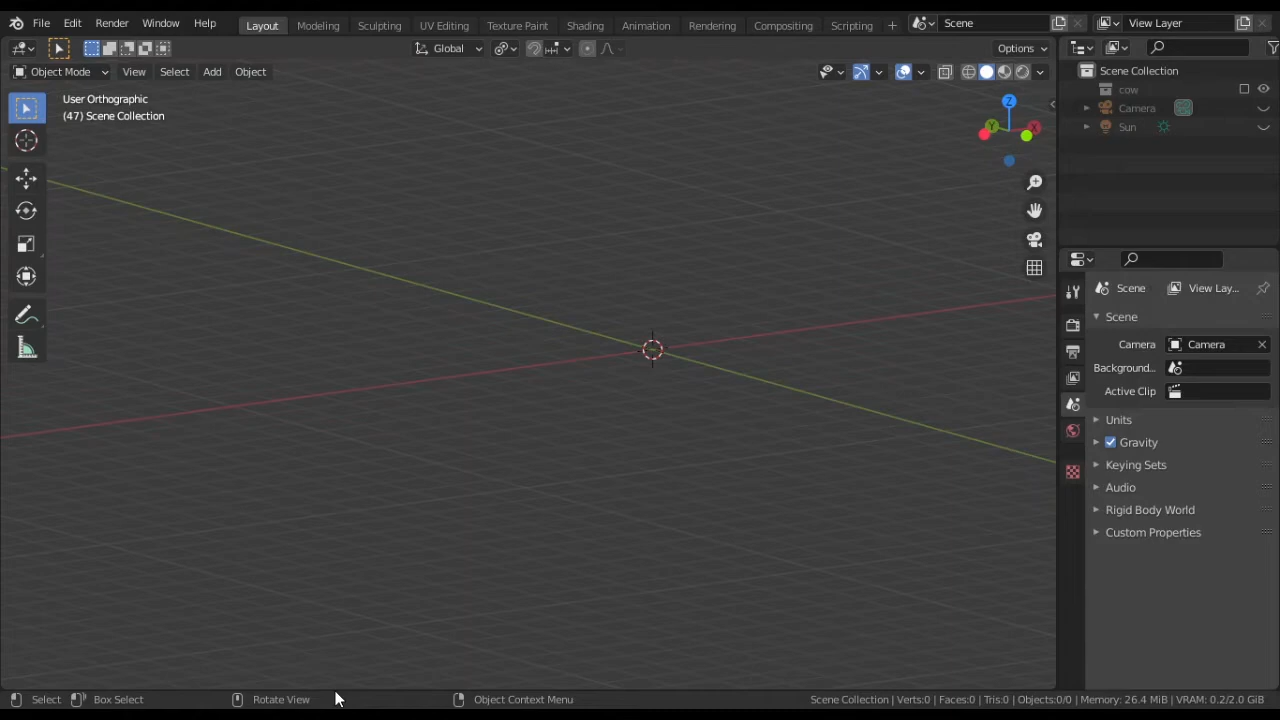 File Edit Render Window Help Layout Modeling Sculpting UV Editing Texture Paint Shading Animation Rendering Compositing Scripting + Scene View Layer
Global Options
Object Mode View Select Add Object
User Orthographic
(47) Scene Collection
Z
Y
X
Scene Collection
cow
Camera
Sun
Scene View Lay...
Scene
Camera Camera
Background...
Active Clip
Units
Gravity
Keying Sets
Audio
Rigid Body World
Custom Properties
Select Box Select Rotate View Object Context Menu Scene Collection | Verts:0 | Faces:0 | Tris:0 | Objects:0/0 | Memory: 26.4 MiB | VRAM: 0.2/2.0 GiB